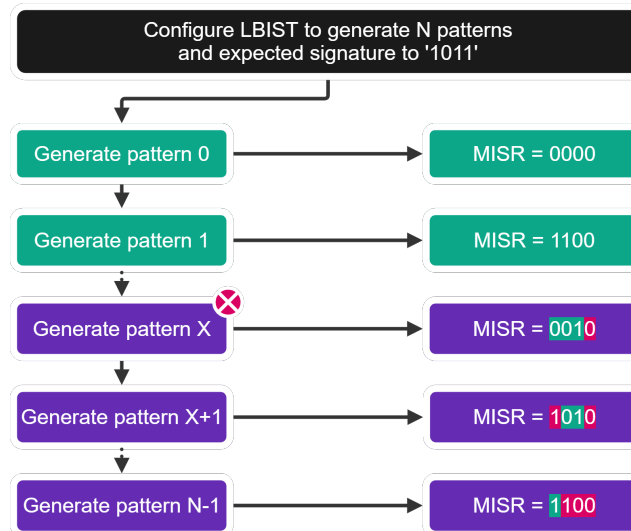 Configure LBIST to generate N patterns
and expected signature to '1011'
Generate pattern 0
MISR = 0000
Generate pattern 1
MISR = 1100
Generate pattern X
MISR = 0010
Generate pattern X+1
MISR = 1010
Generate pattern N-1
MISR = 1100